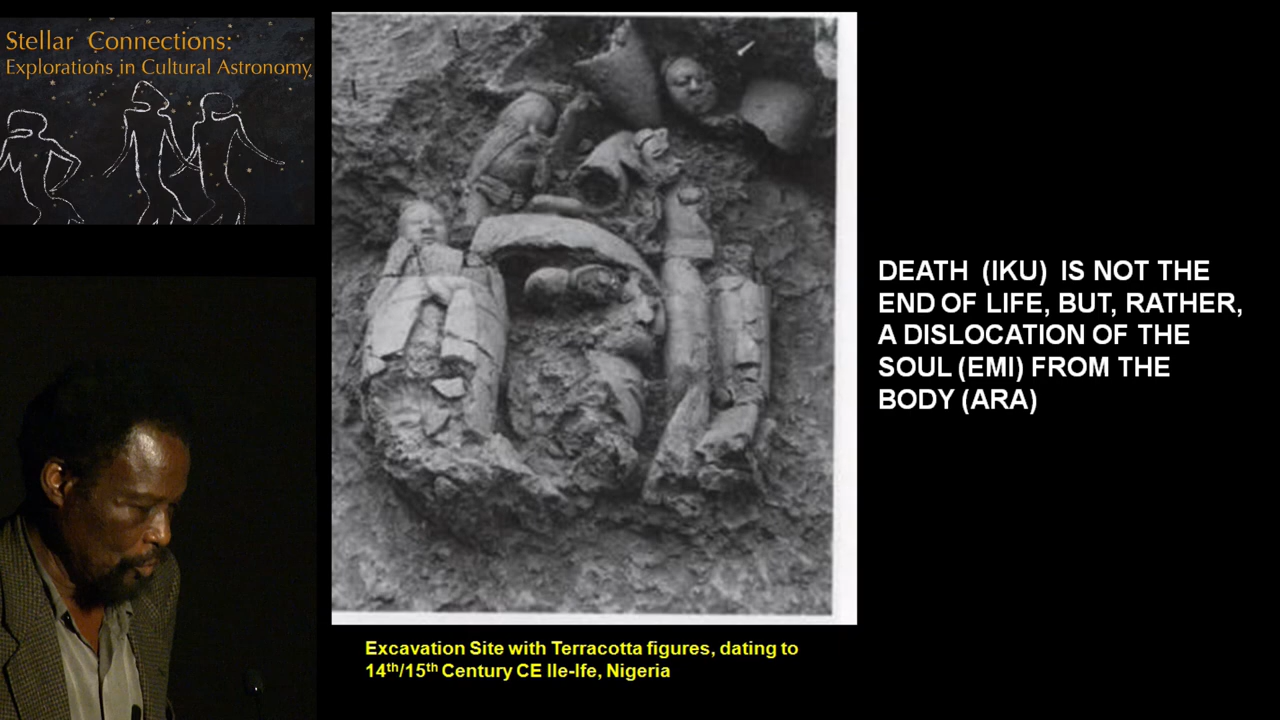 Stellar Connections:
Explorations in Cultural Astronomy
DEATH (IKU) IS NOT THE
END OF LIFE, BUT, RATHER,
A DISLOCATION OF THE
SOUL (EMI) FROM THE
BODY (ARA)
Excavation Site with Terracotta figures, dating to
14th/15th Century CE Ile-Ife, Nigeria